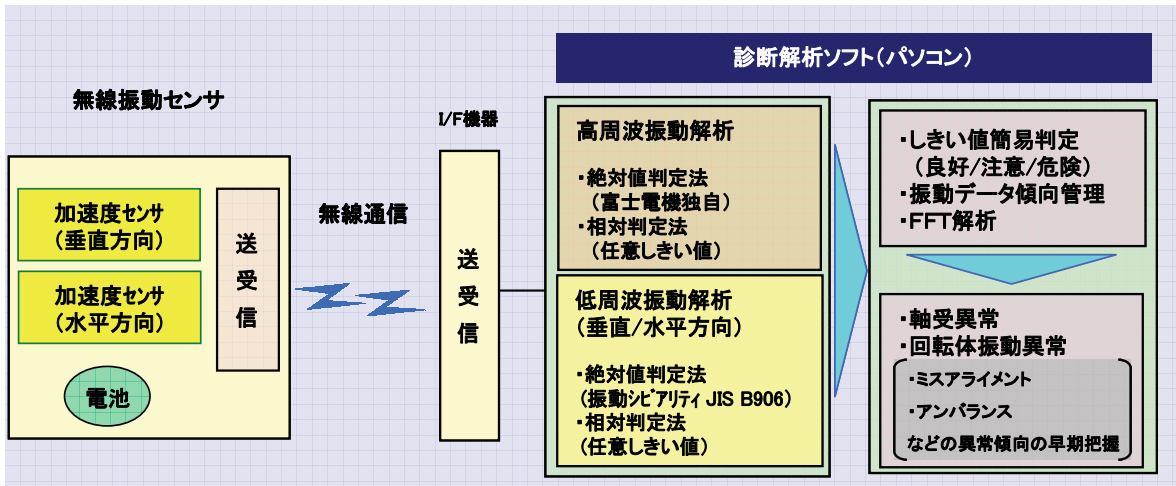 診断解析ソフト（パソコン）
無線振動センサ
加速度センサ
（垂直方向）
加速度センサ
（水平方向）
電池
送
受
信
無線通信
I/F機器
送
受
信
高周波振動解析
・絶対値判定法
（富士電機独自）
・相対判定法
（任意しきい値）
低周波振動解析
（垂直/水平方向）
・絶対値判定法
（振動シビアリティ JIS B906）
・相対判定法
（任意しきい値）
・しきい値簡易判定
（良好/注意/危険）
・振動データ傾向管理
・FFT解析
・軸受異常
・回転体振動異常
・ミスアライメント
・アンバランス
などの異常傾向の早期把握